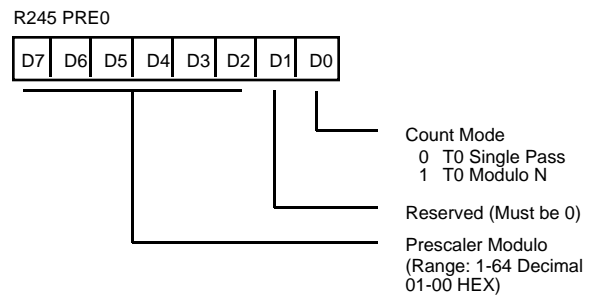 R245 PRE0
D7 D6 D5 D4 D3 D2 D1 D0
Count Mode
0 T0 Single Pass
1 T0 Modulo N
Reserved (Must be 0)
Prescaler Modulo
(Range: 1-64 Decimal
01-00 HEX)